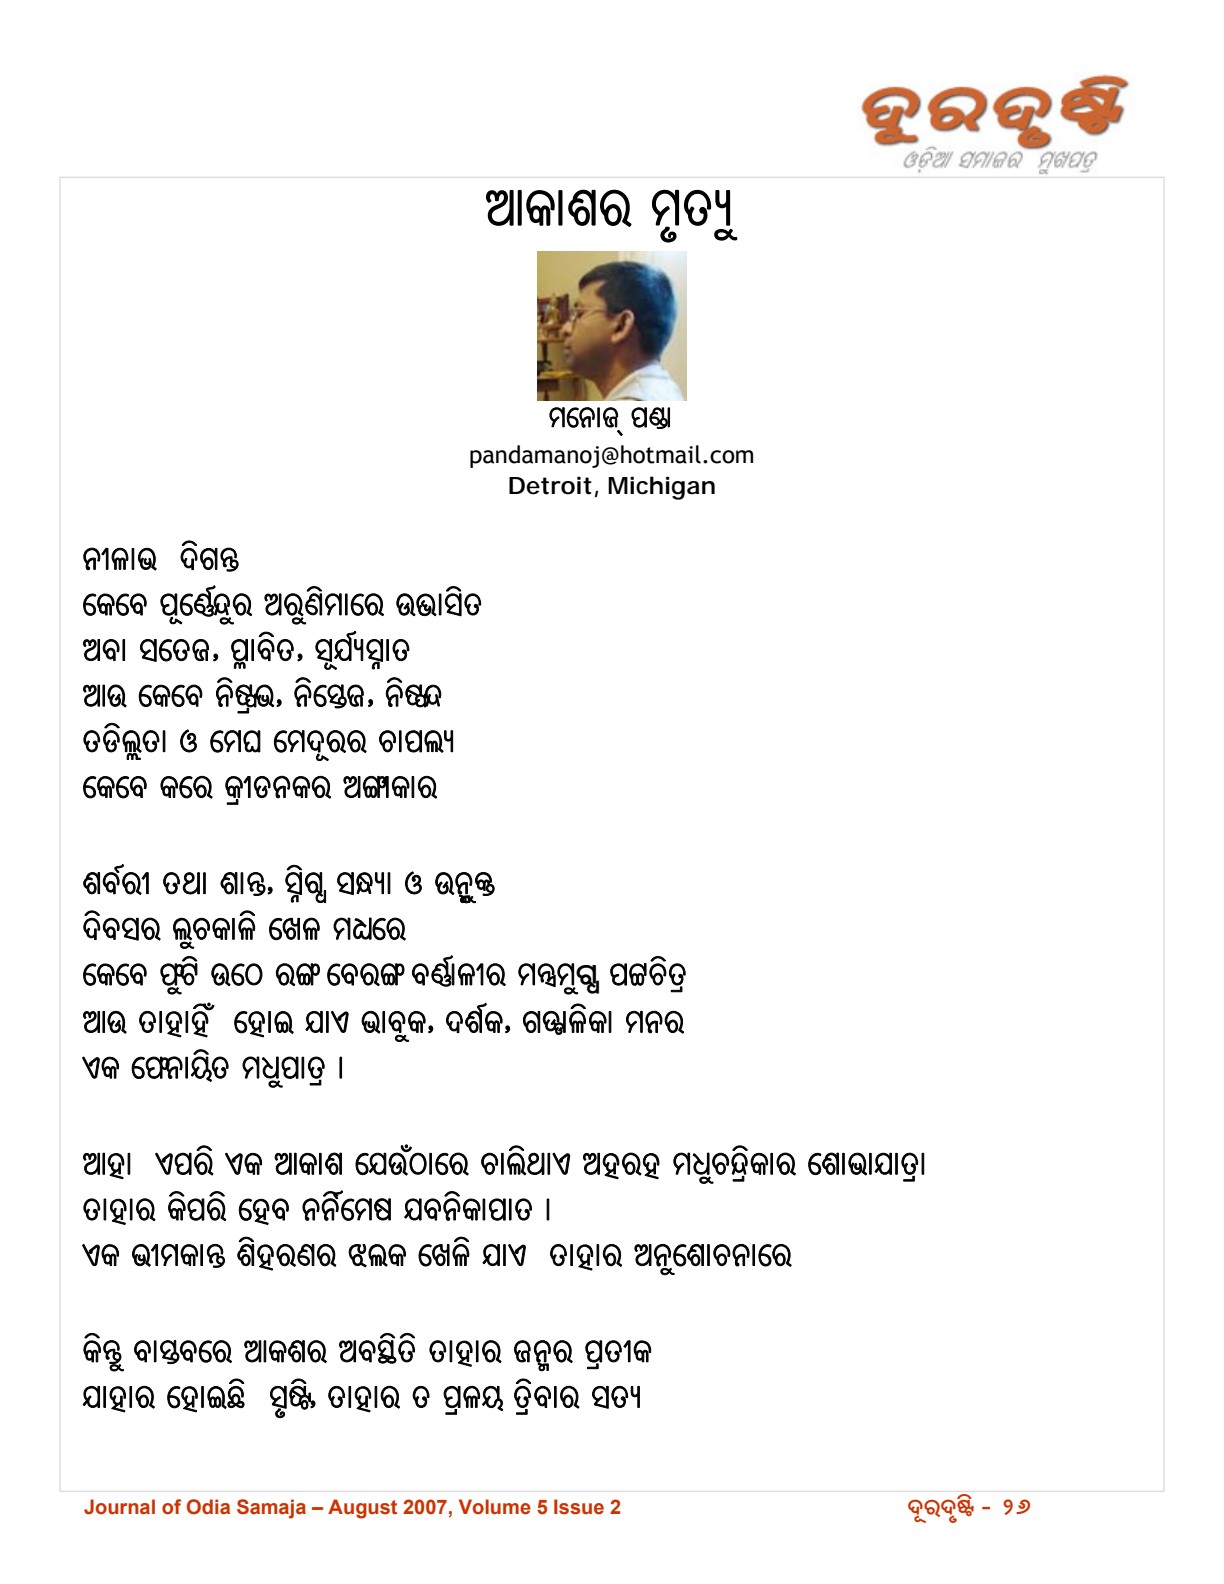 ଦୁରଦୃଷ୍ଟି
ଓଡ଼ିଆ ସମାଜର ମୁଖପତ୍ର
ଆକାଶର ମୃତ୍ୟୁ
ମନୋଜ୍ ପଣ୍ଡା
pandamanoj@hotmail.com
Detroit, Michigan
ନୀଳାଭ ଦିଗନ୍ତ
କେବେ ପୂର୍ଣ୍ଣେନ୍ଦୁର ଅରୁଣିମାରେ ଉଦ୍ଭାସିତ
ଅବା ସତେଜ, ପ୍ଳାବିତ, ସୂର୍ଯ୍ୟସ୍ନାତ
ଆଉ କେବେ ନିଷ୍ପ୍ରଭ, ନିସ୍ତେଜ, ନିଷ୍ପନ୍ଦ
ତଡିଲ୍ଲତା ଓ ମେଘ ମେଦୂରର ଚାପଲ୍ୟ
କେବେ କରେ କ୍ରୀଡନକର ଅଙ୍ଗୀକାର
ଶର୍ବରୀ ତଥା ଶାନ୍ତ, ସ୍ନିଗ୍ଧ ସନ୍ଧ୍ୟା ଓ ଉନ୍ମୁକ୍ତ
ଦିବସର ଲୁଚକାଳି ଖେଳ ମଧ୍ୟରେ
କେବେ ଫୁଟି ଉଠେ ରଙ୍ଗ ବେରଙ୍ଗ ବର୍ଣ୍ଣାଳୀର ମନ୍ତ୍ରମୁଗ୍ଧ ପଟ୍ଟଚିତ୍ର
ଆଉ ତାହାହିଁ ହୋଇ ଯାଏ ଭାବୁକ, ଦର୍ଶକ, ଗଡ୍ଡାଳିକା ମନର
ଏକ ଫେନାୟିତ ମଧୁପାତ୍ର ।
ଆହା ଏପରି ଏକ ଆକାଶ ଯେଉଁଠାରେ ଚାଲିଥାଏ ଅହରହ ମଧୁଚନ୍ଦ୍ରିକାର ଶୋଭାଯାତ୍ରା
ତାହାର କିପରି ହେବ ନର୍ନିମେଷ ଯବନିକାପାତ ।
ଏକ ଭୀମକାନ୍ତ ଶିହରଣର ଝଲକ ଖେଳି ଯାଏ ତାହାର ଅନୁଶୋଚନାରେ
କିନ୍ତୁ ବାସ୍ତବରେ ଆକଶର ଅବସ୍ଥିତି ତାହାର ଜନ୍ମର ପ୍ରତୀକ
ଯାହାର ହୋଇଛି ସୃଷ୍ଟି, ତାହାର ତ ପ୍ରଳୟ ତ୍ରିବାର ସତ୍ୟ
Journal of Odia Samaja – August 2007, Volume 5 Issue 2 ଦୂରଦୃଷ୍ଟି - ୨୬